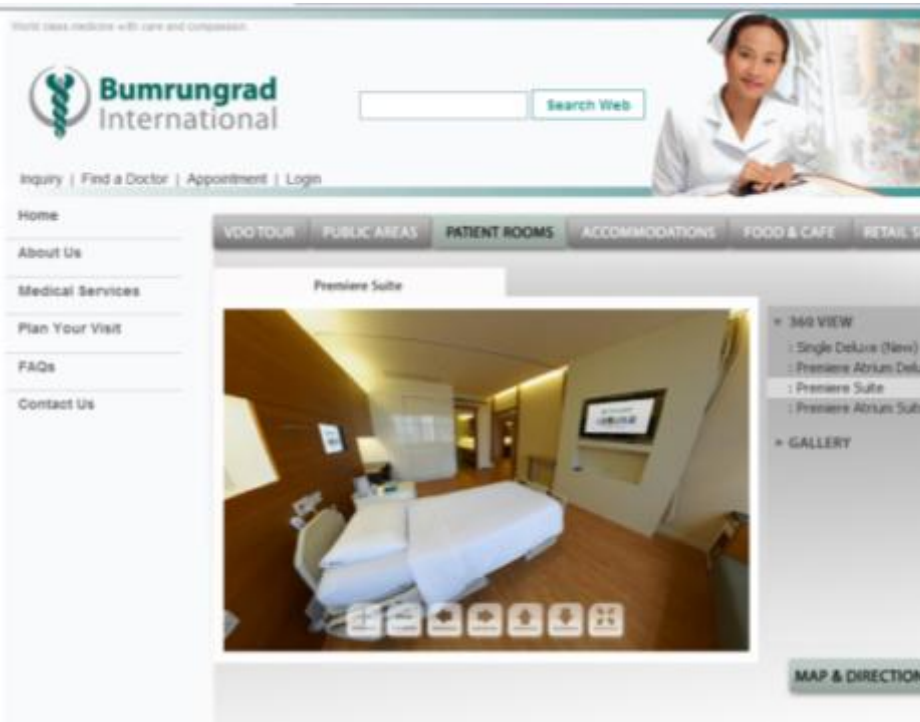 World class medicine with care and compassion
Bumrungrad
International
Search Web
Inquiry | Find a Doctor | Appointment | Login
Home
About Us
Medical Services
Plan Your Visit
FAQs
Contact Us
VDO TOUR
PUBLIC AREAS
PATIENT ROOMS
ACCOMMODATIONS
FOOD & CAFE
RETAIL
Premiere Suite
360 VIEW
: Single Deluxe (New)
: Premiere Atrium
: Premiere Suite
: Premiere Atrium
GALLERY
MAP & DIRECTION